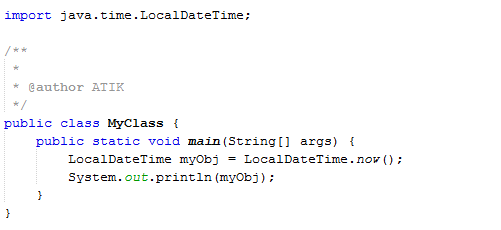 import java.time.LocalDateTime;
/**
 *
 * @author ATIK
 */
public class MyClass {
    public static void main(String[] args) {
        LocalDateTime myObj = LocalDateTime.now();
        System.out.println(myObj);
    }
}